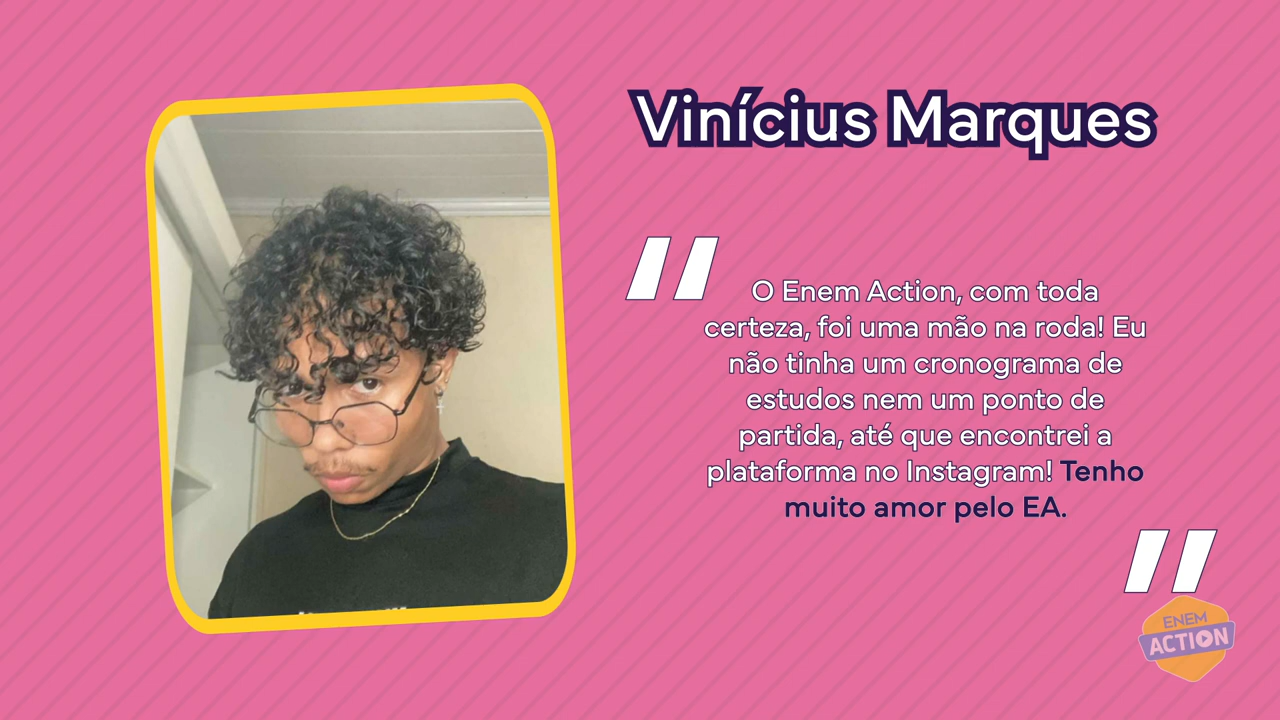 Vinícius Marques
"
O Enem Action, com toda
certeza, foi uma mão na roda! Eu
não tinha um cronograma de
estudos nem um ponto de
partida, até que encontrei a
plataforma no Instagram! Tenho
muito amor pelo EA.
"
ENEM
ACTION